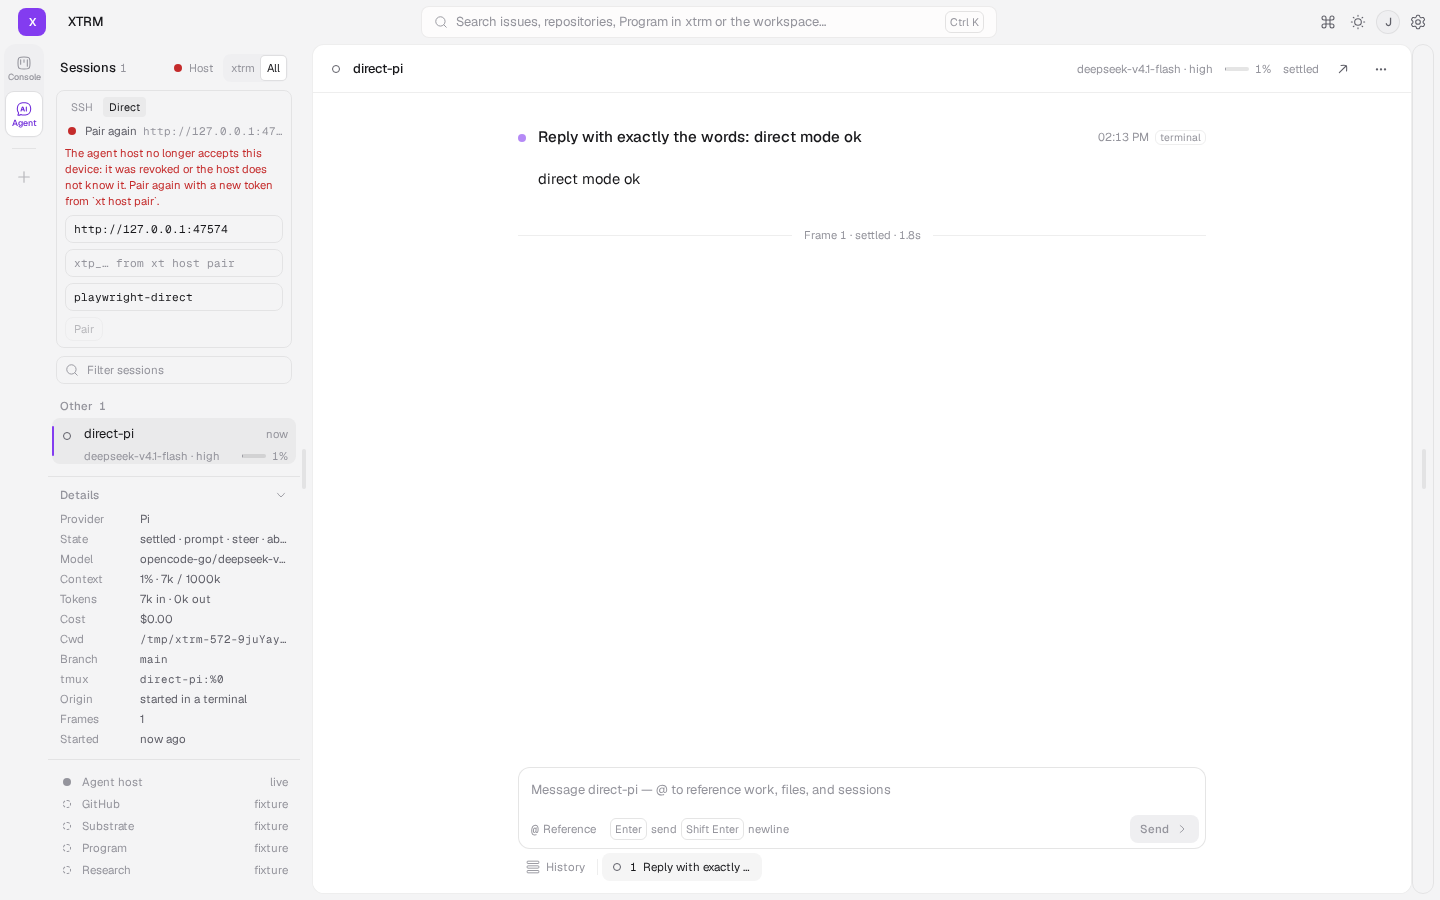 X
XTRM
Search issues, repositories, Program in xtrm or the workspace…
Ctrl K
J
Console
AI
Agent
Sessions 1
Host
xtrm
All
SSH
Direct
Pair again http://127.0.0.1:47…
The agent host no longer accepts this
device: it was revoked or the host does
not know it. Pair again with a new token
from `xt host pair`.
http://127.0.0.1:47574
xtp_… from xt host pair
playwright-direct
Pair
Filter sessions
Other 1
direct-pi
now
deepseek-v4.1-flash · high
1%
Details
Provider Pi
State settled · prompt · steer · ab…
Model opencode-go/deepseek-v…
Context 1% · 7k / 1000k
Tokens 7k in · 0k out
Cost $0.00
Cwd /tmp/xtrm-572-9juYay…
Branch main
tmux direct-pi:%0
Origin started in a terminal
Frames 1
Started now ago
Agent host live
GitHub fixture
Substrate fixture
Program fixture
Research fixture
direct-pi
deepseek-v4.1-flash · high
1%
settled
Reply with exactly the words: direct mode ok
02:13 PM
terminal
direct mode ok
Frame 1 · settled · 1.8s
Message direct-pi — @ to reference work, files, and sessions
@ Reference
Enter send Shift Enter newline
Send
History
1 Reply with exactly …